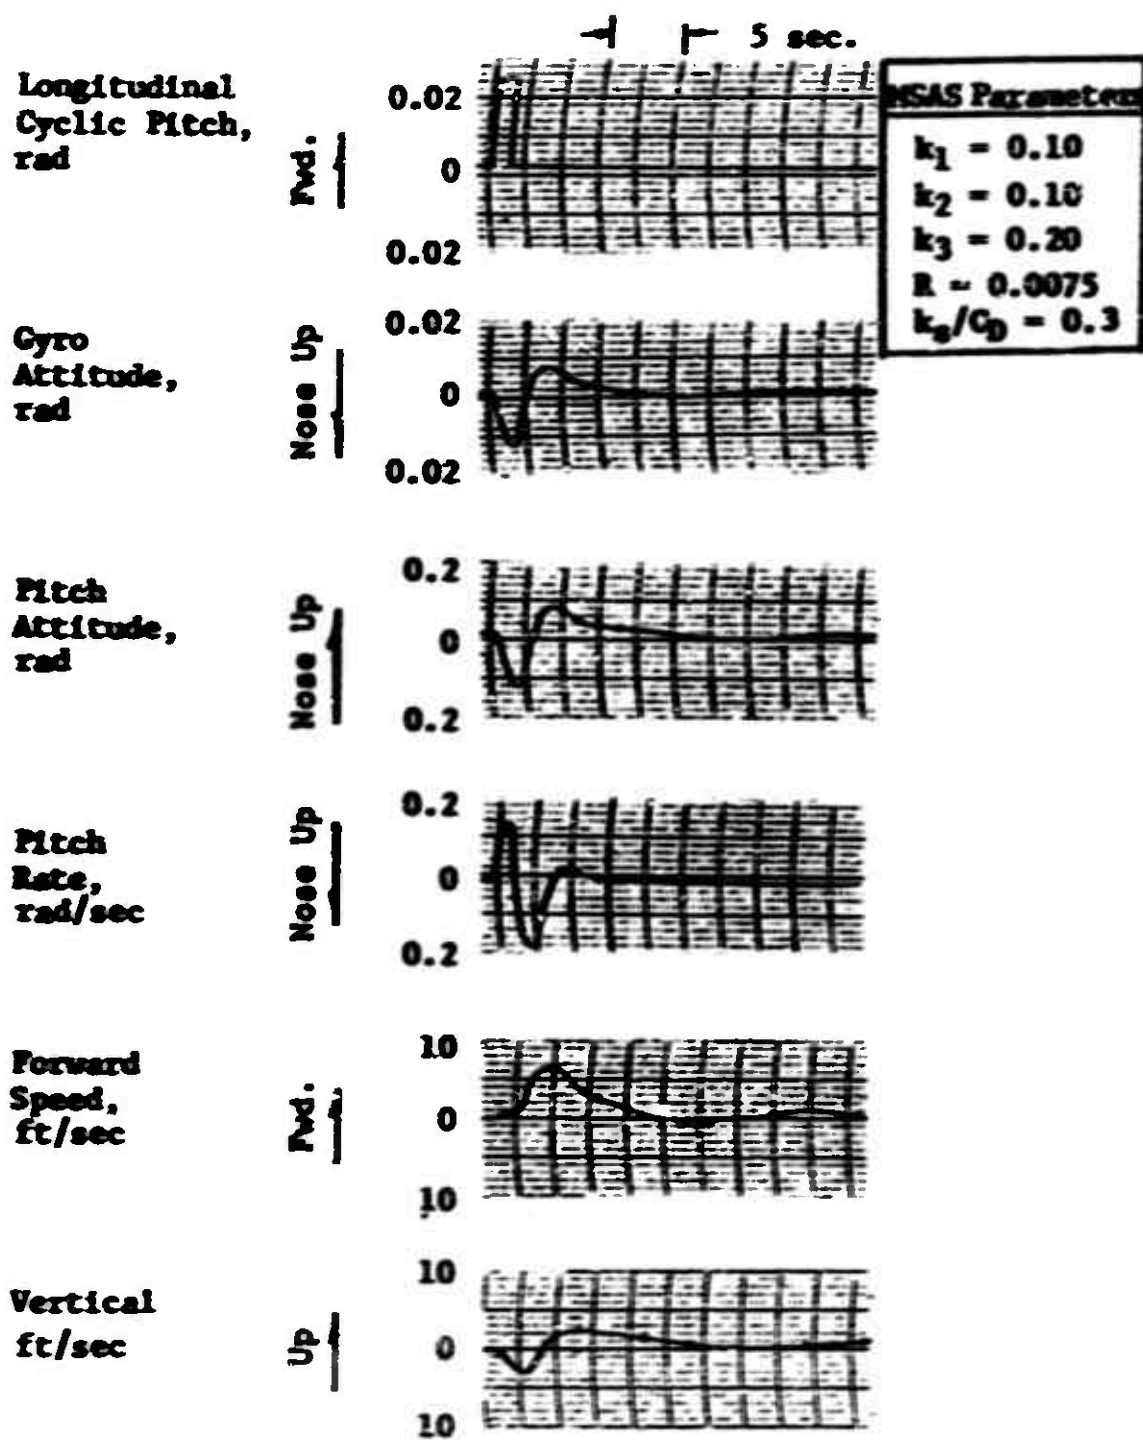 5 sec.
Longitudinal
Cyclic Pitch,
rad
Fwd.
0.02
0
0.02
MSAS Parameters
k1 = 0.10
k2 = 0.10
k3 = 0.20
R = 0.0075
ke/CD = 0.3
Gyro
Attitude,
rad
Nose Up
0.02
0
0.02
Pitch
Attitude,
rad
Nose Up
0.2
0
0.2
Pitch
Rate,
rad/sec
Nose Up
0.2
0
0.2
Forward
Speed,
ft/sec
Fwd.
10
0
10
Vertical
ft/sec
Up
10
0
10